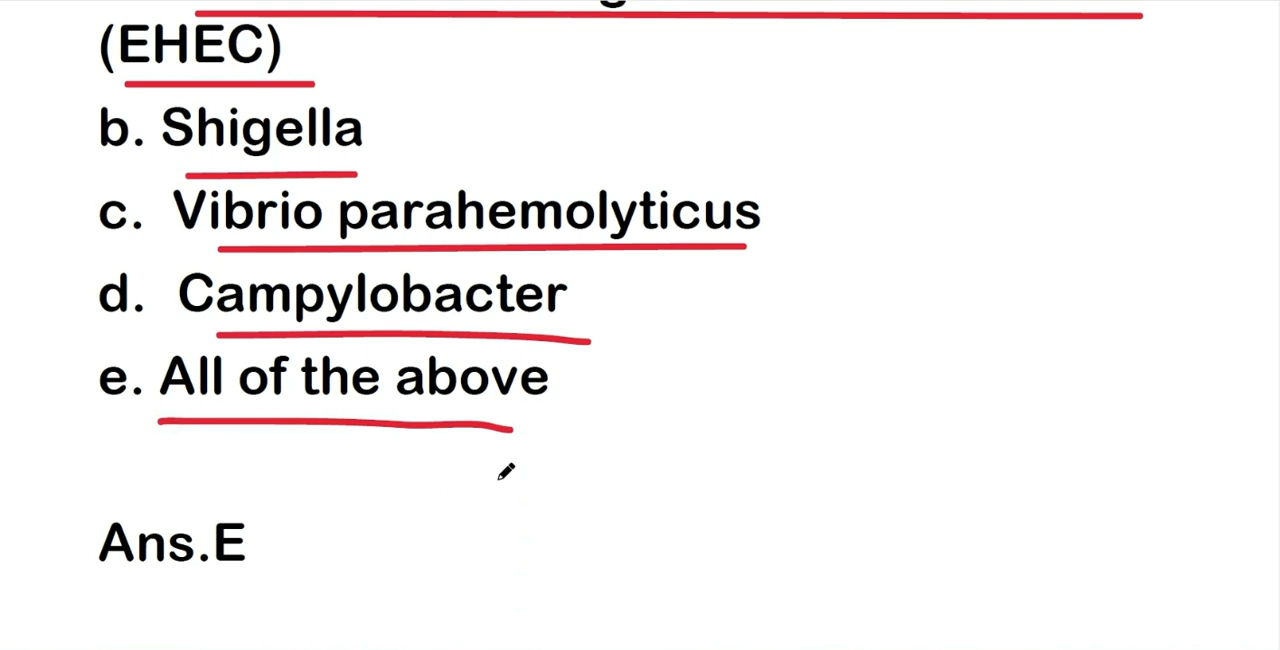 (EHEC)
b. Shigella
c. Vibrio parahemolyticus
d. Campylobacter
e. All of the above
Ans.E